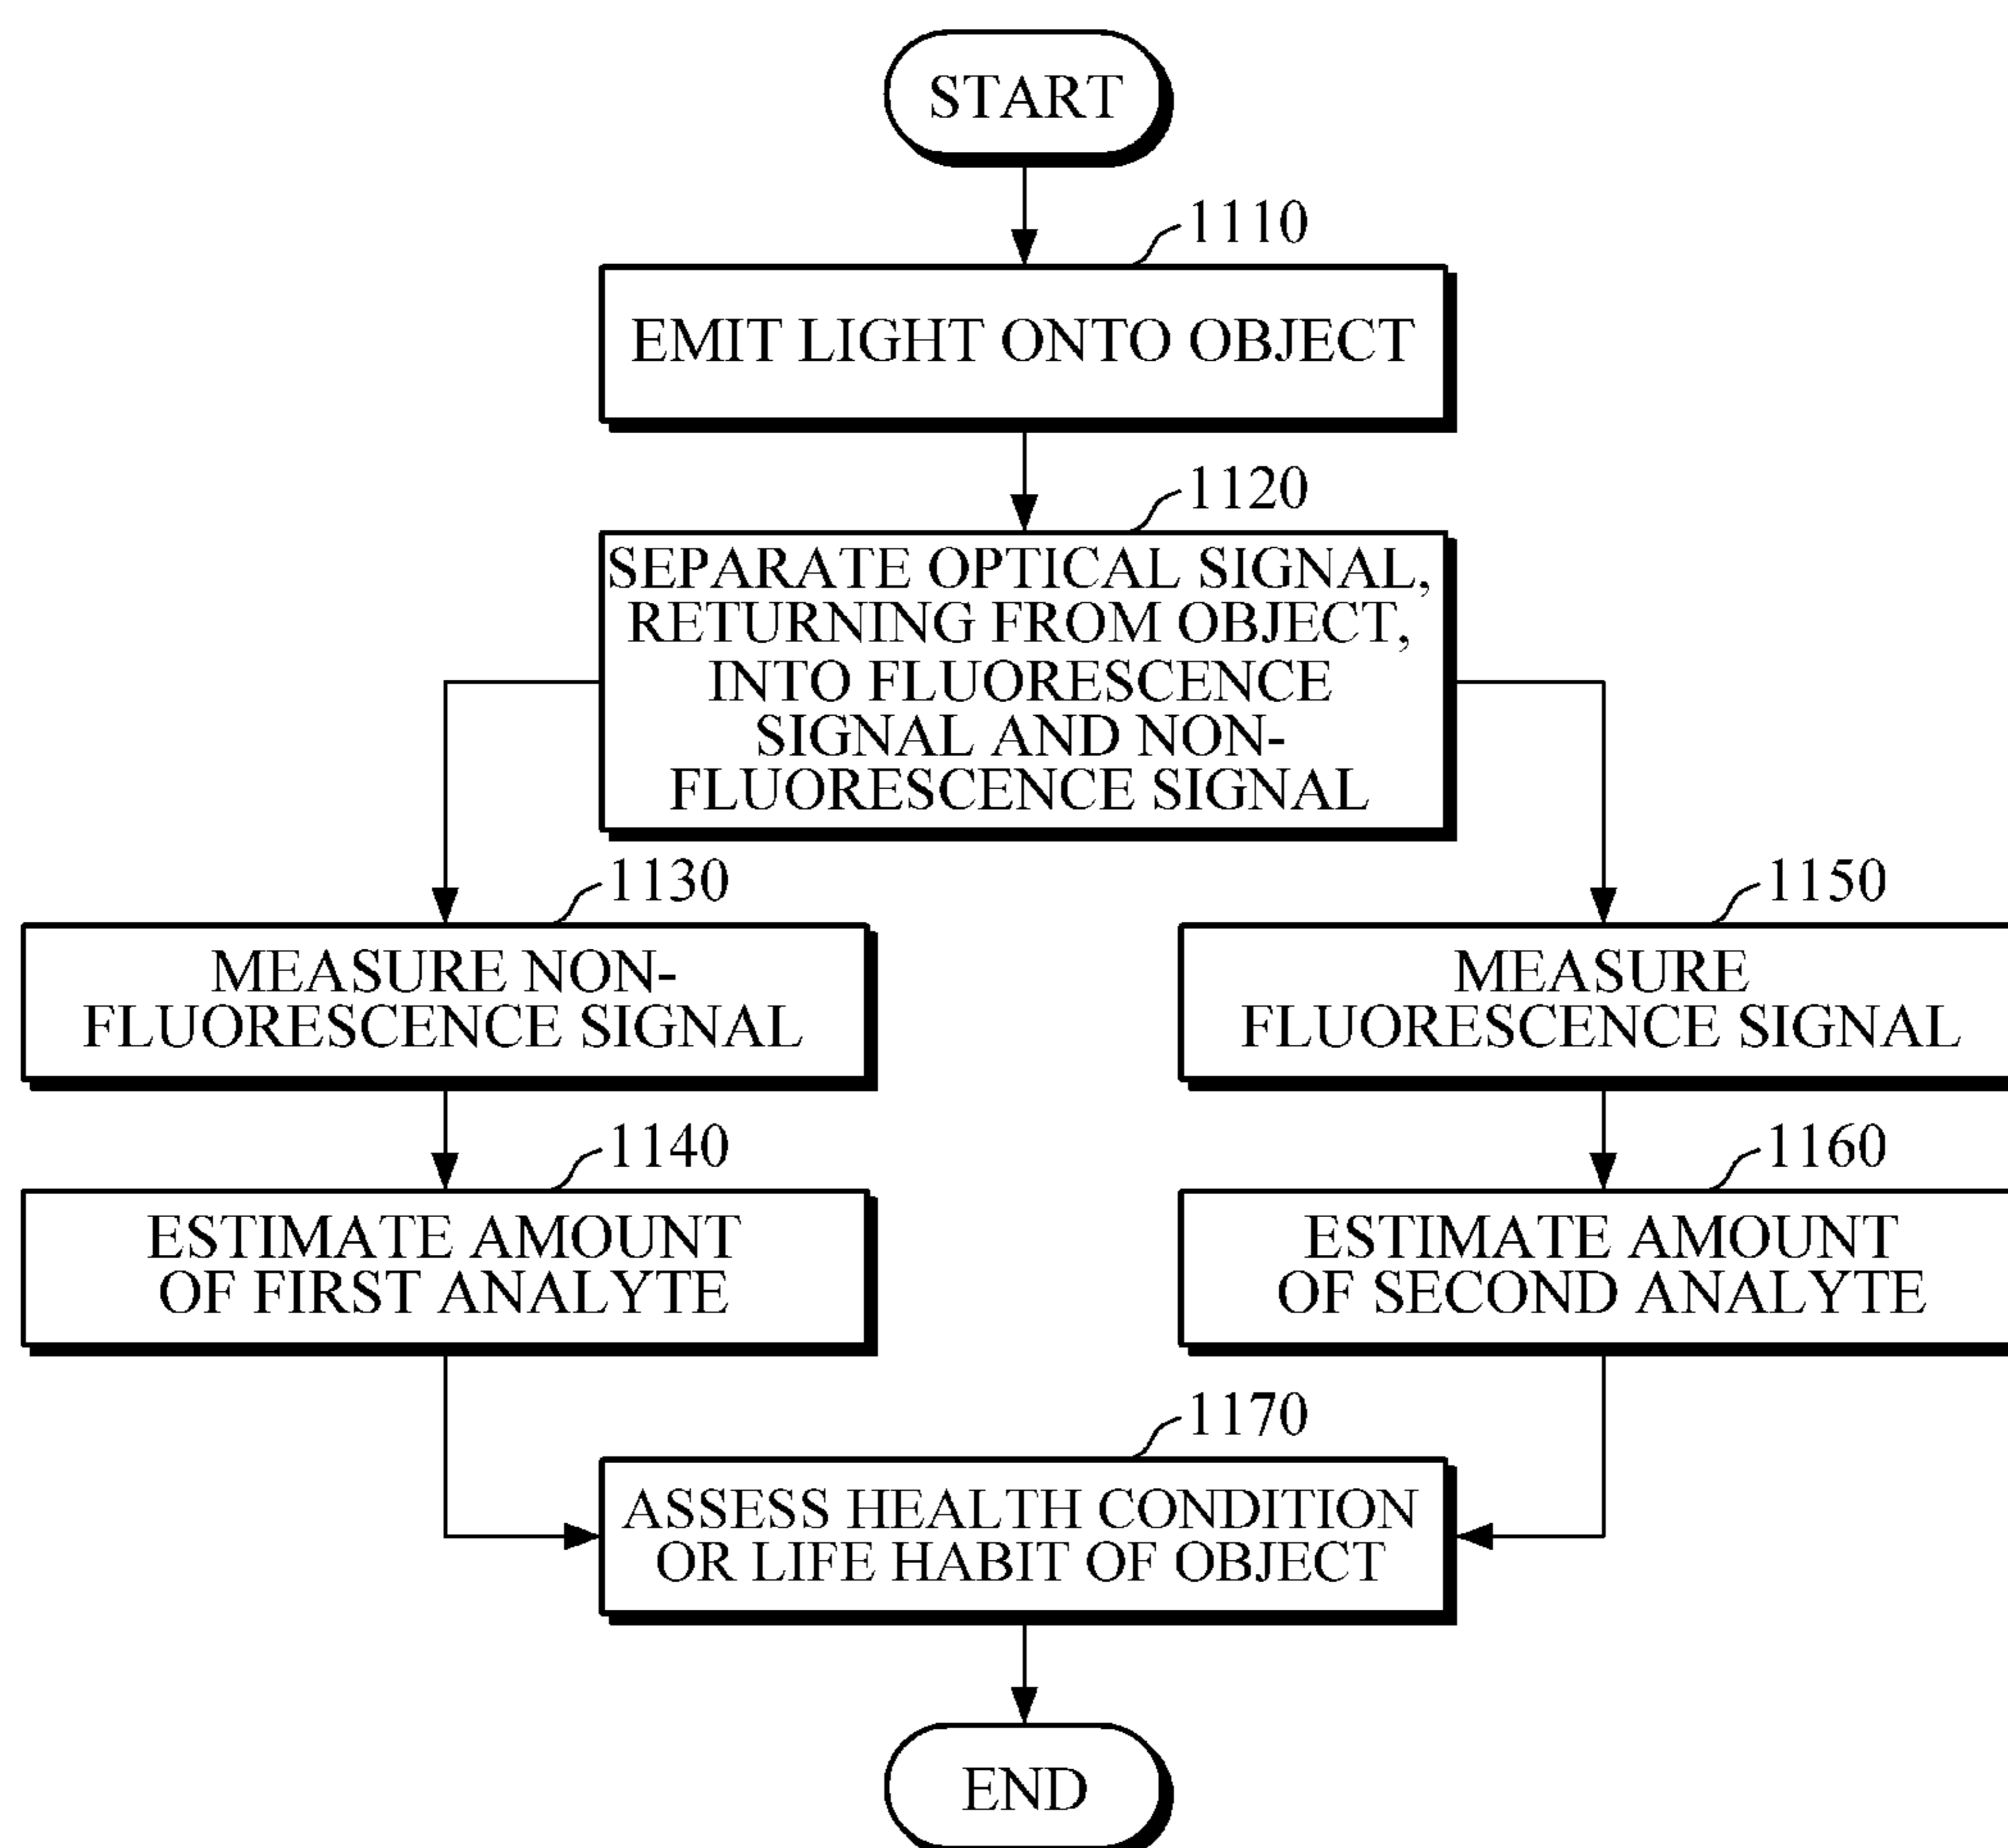 START
1110
EMIT LIGHT ONTO OBJECT
1120
SEPARATE OPTICAL SIGNAL,
RETURNING FROM OBJECT,
INTO FLUORESCENCE
SIGNAL AND NON-
FLUORESCENCE SIGNAL
1130
MEASURE NON-
FLUORESCENCE SIGNAL
1140
ESTIMATE AMOUNT
OF FIRST ANALYTE
1150
MEASURE
FLUORESCENCE SIGNAL
1160
ESTIMATE AMOUNT
OF SECOND ANALYTE
1170
ASSESS HEALTH CONDITION
OR LIFE HABIT OF OBJECT
END